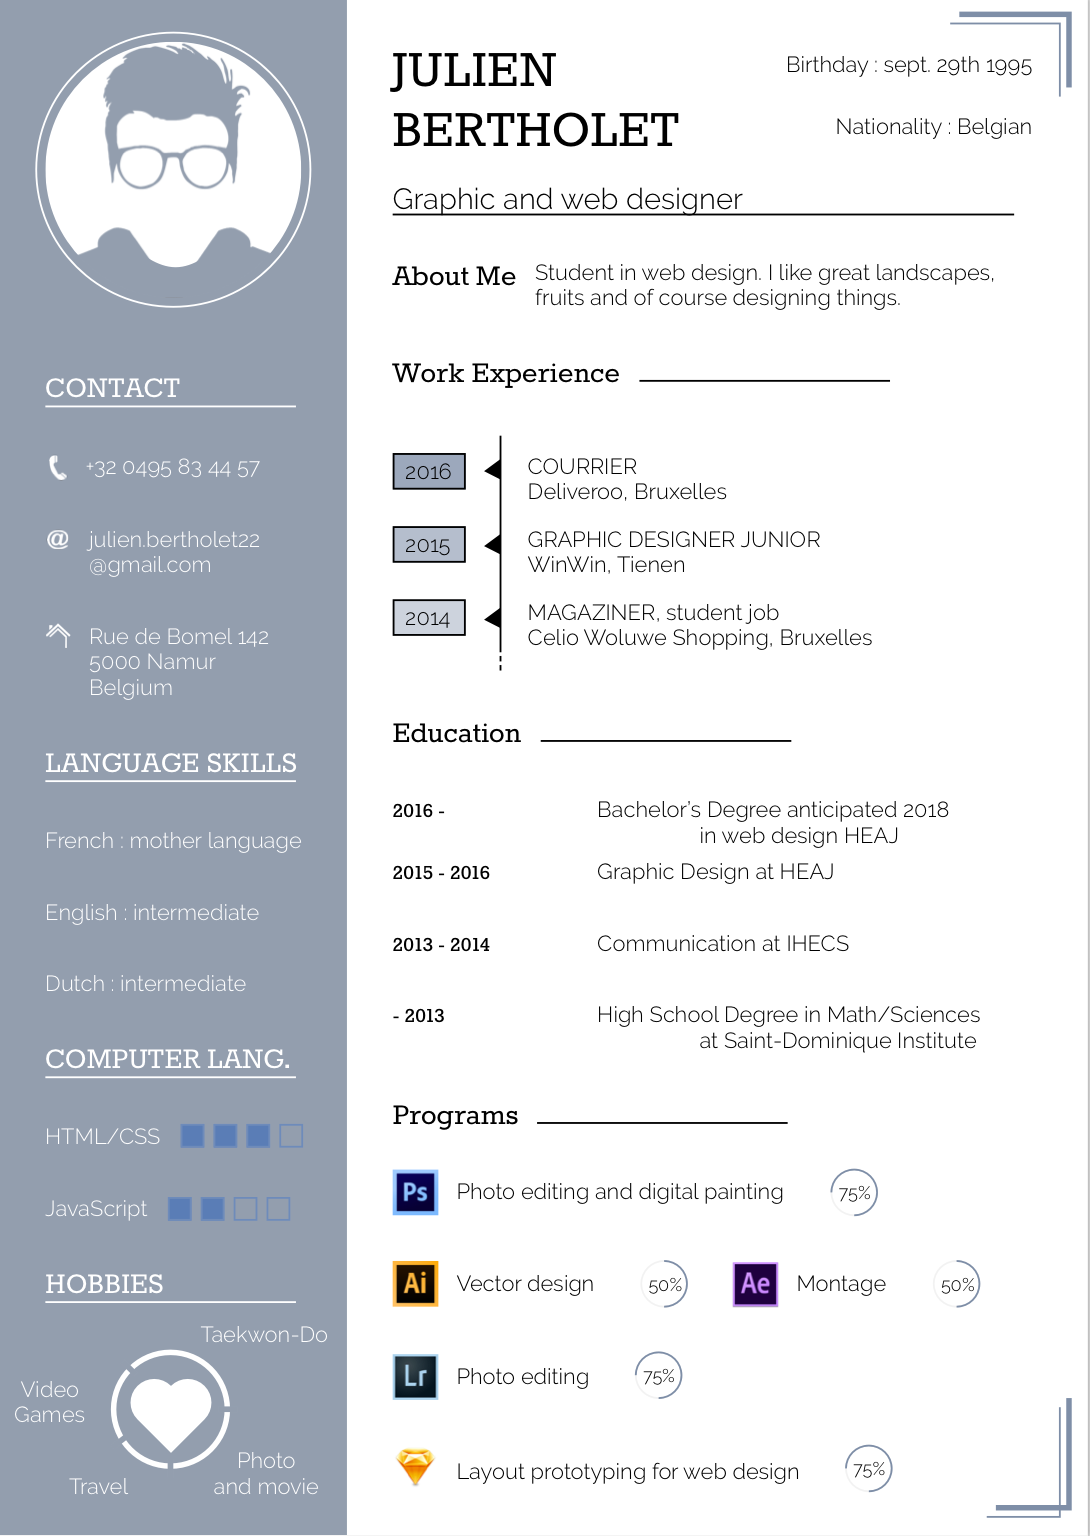 JULIEN
BERTHOLET
Birthday : sept. 29th 1995
Nationality : Belgian
Graphic and web designer
About Me
Student in web design. I like great landscapes,
fruits and of course designing things.
CONTACT
+32 0495 83 44 57
@
julien.bertholet22
@gmail.com
Rue de Bomel 142
5000 Namur
Belgium
LANGUAGE SKILLS
French : mother language
English : intermediate
Dutch : intermediate
COMPUTER LANG.
HTML/CSS
JavaScript
HOBBIES
Taekwon-Do
Video
Games
Photo
and movie
Travel
Work Experience
2016
COURRIER
Deliveroo, Bruxelles
2015
GRAPHIC DESIGNER JUNIOR
WinWin, Tienen
2014
MAGAZINER, student job
Celio Woluwe Shopping, Bruxelles
Education
2016 -
Bachelor's Degree anticipated 2018
in web design HEAJ
2015 - 2016
Graphic Design at HEAJ
2013 - 2014
Communication at IHECS
- 2013
High School Degree in Math/Sciences
at Saint-Dominique Institute
Programs
Ps
Photo editing and digital painting
75%
Ai
Vector design
50%
Ae
Montage
50%
Lr
Photo editing
75%
Layout prototyping for web design
75%